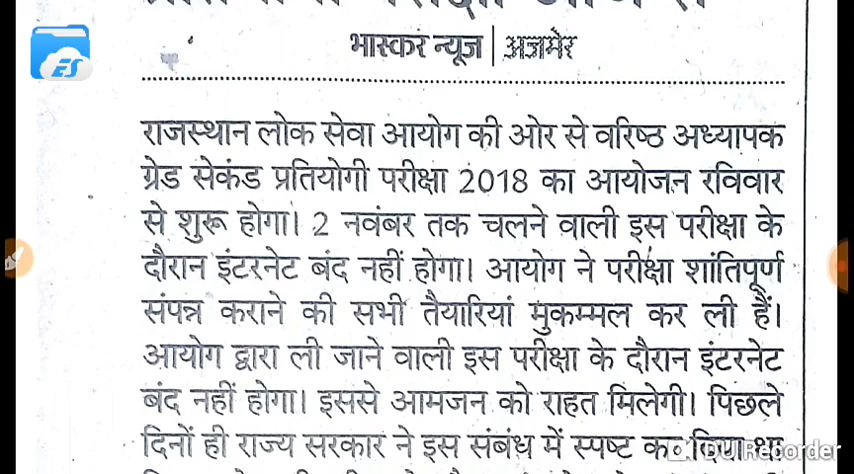 भास्कर न्यूज | अजमेर
राजस्थान लोक सेवा आयोग की ओर से वरिष्ठ अध्यापक
ग्रेड सेकंड प्रतियोगी परीक्षा 2018 का आयोजन रविवार
से शुरू होगा। 2 नवंबर तक चलने वाली इस परीक्षा के
दौरान इंटरनेट बंद नहीं होगा। आयोग ने परीक्षा शांतिपूर्ण
संपन्न कराने की सभी तैयारियां मुकम्मल कर ली हैं।
आयोग द्वारा ली जाने वाली इस परीक्षा के दौरान इंटरनेट
बंद नहीं होगा। इससे आमजन को राहत मिलेगी। पिछले
दिनों ही राज्य सरकार ने इस संबंध में स्पष्ट कर दिया था
ES
DU Recorder